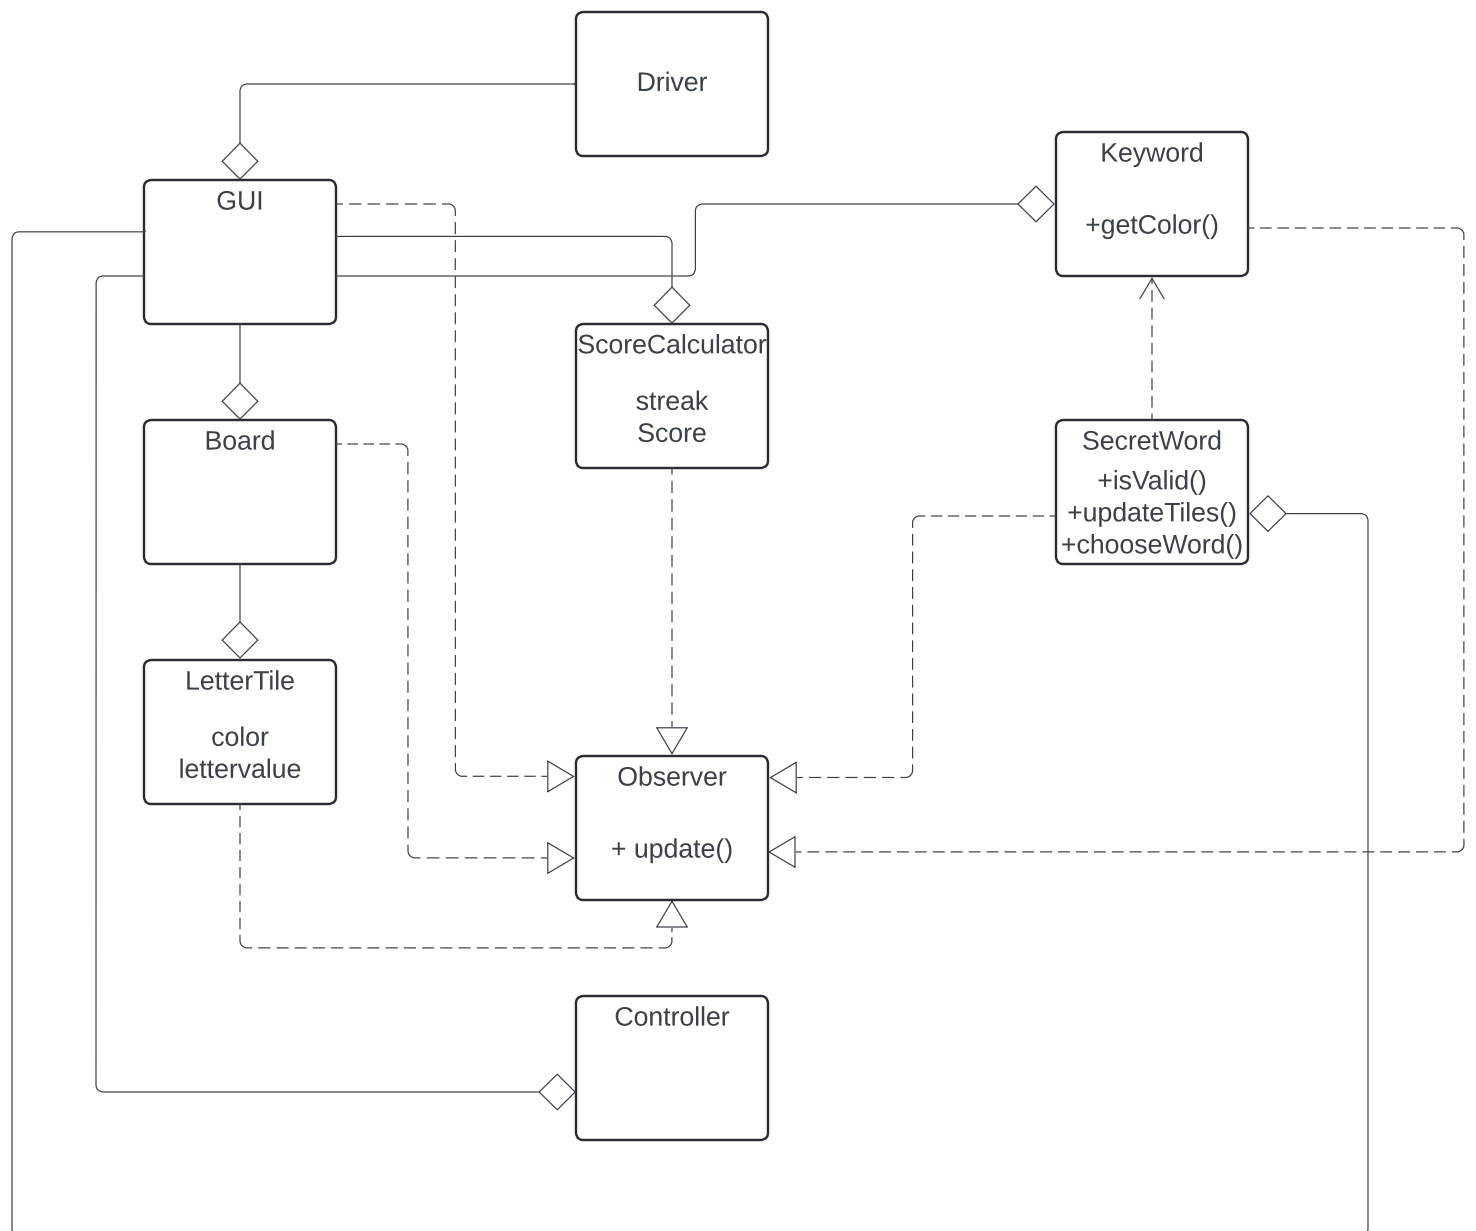 Driver
Keyword
+getColor()
GUI
ScoreCalculator
streak
Score
Board
SecretWord
+isValid()
+updateTiles()
+chooseWord()
LetterTile
color
lettervalue
Observer
+ update()
Controller